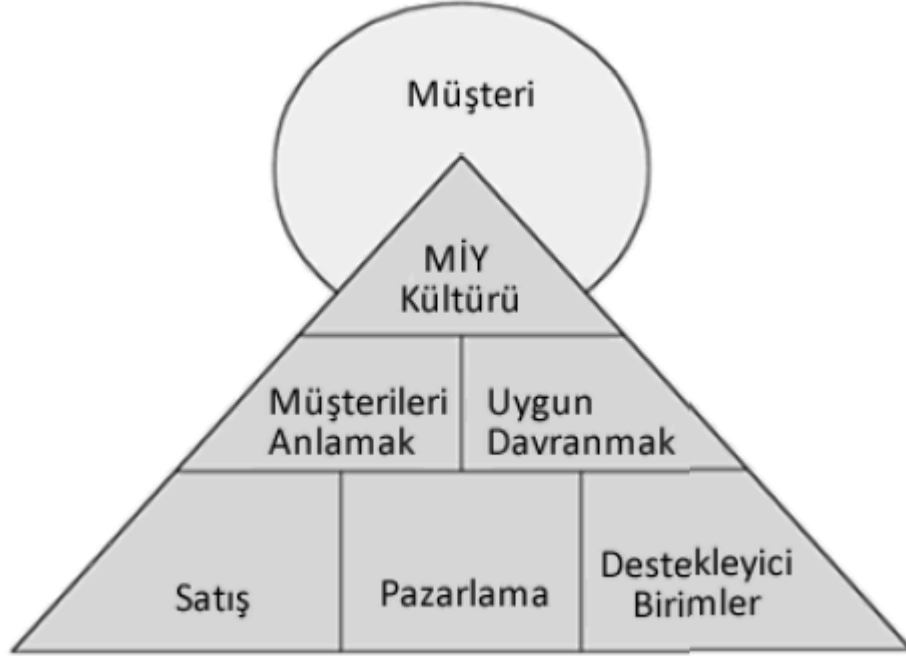 Müşteri
MİY
Kültürü
Müşterileri
Anlamak
Uygun
Davranmak
Satış
Pazarlama
Destekleyici
Birimler